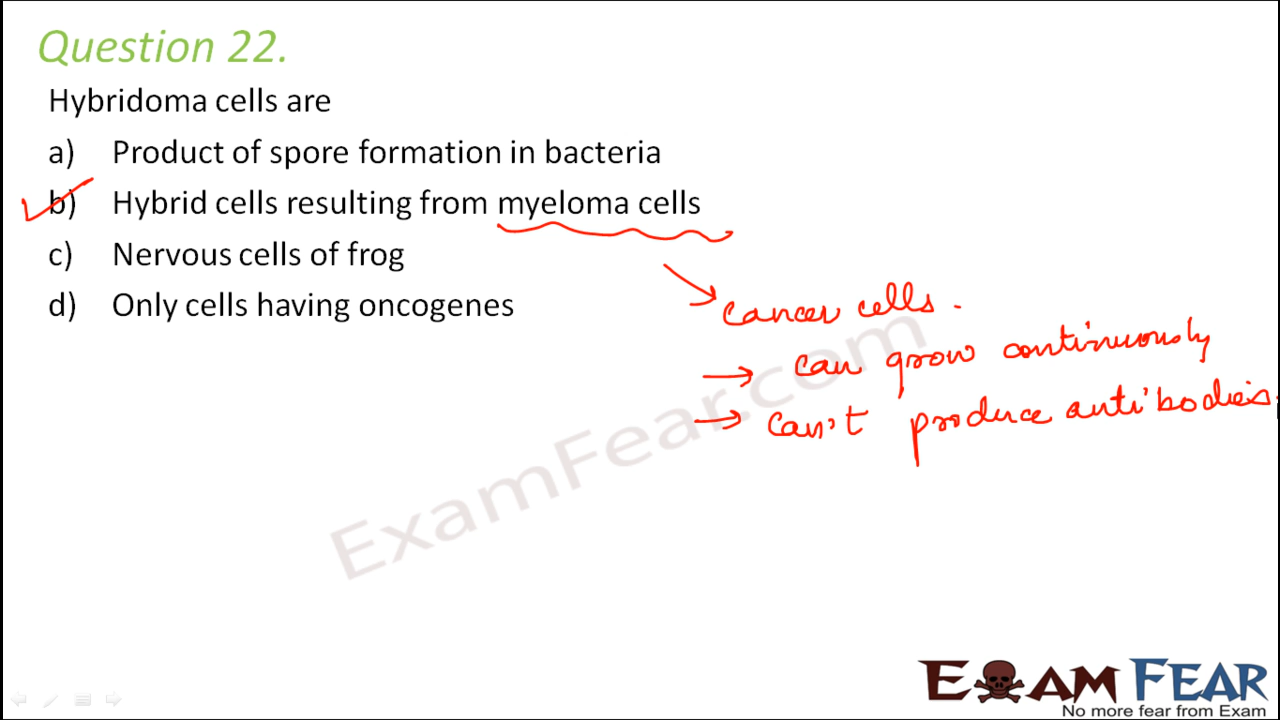 Question 22.
Hybridoma cells are
a) Product of spore formation in bacteria
b) Hybrid cells resulting from myeloma cells
c) Nervous cells of frog
d) Only cells having oncogenes
cancer cells.
→ can grow continuously
→ can't produce antibodies.
ExamFear.com
EXAM FEAR
No more fear from Exam